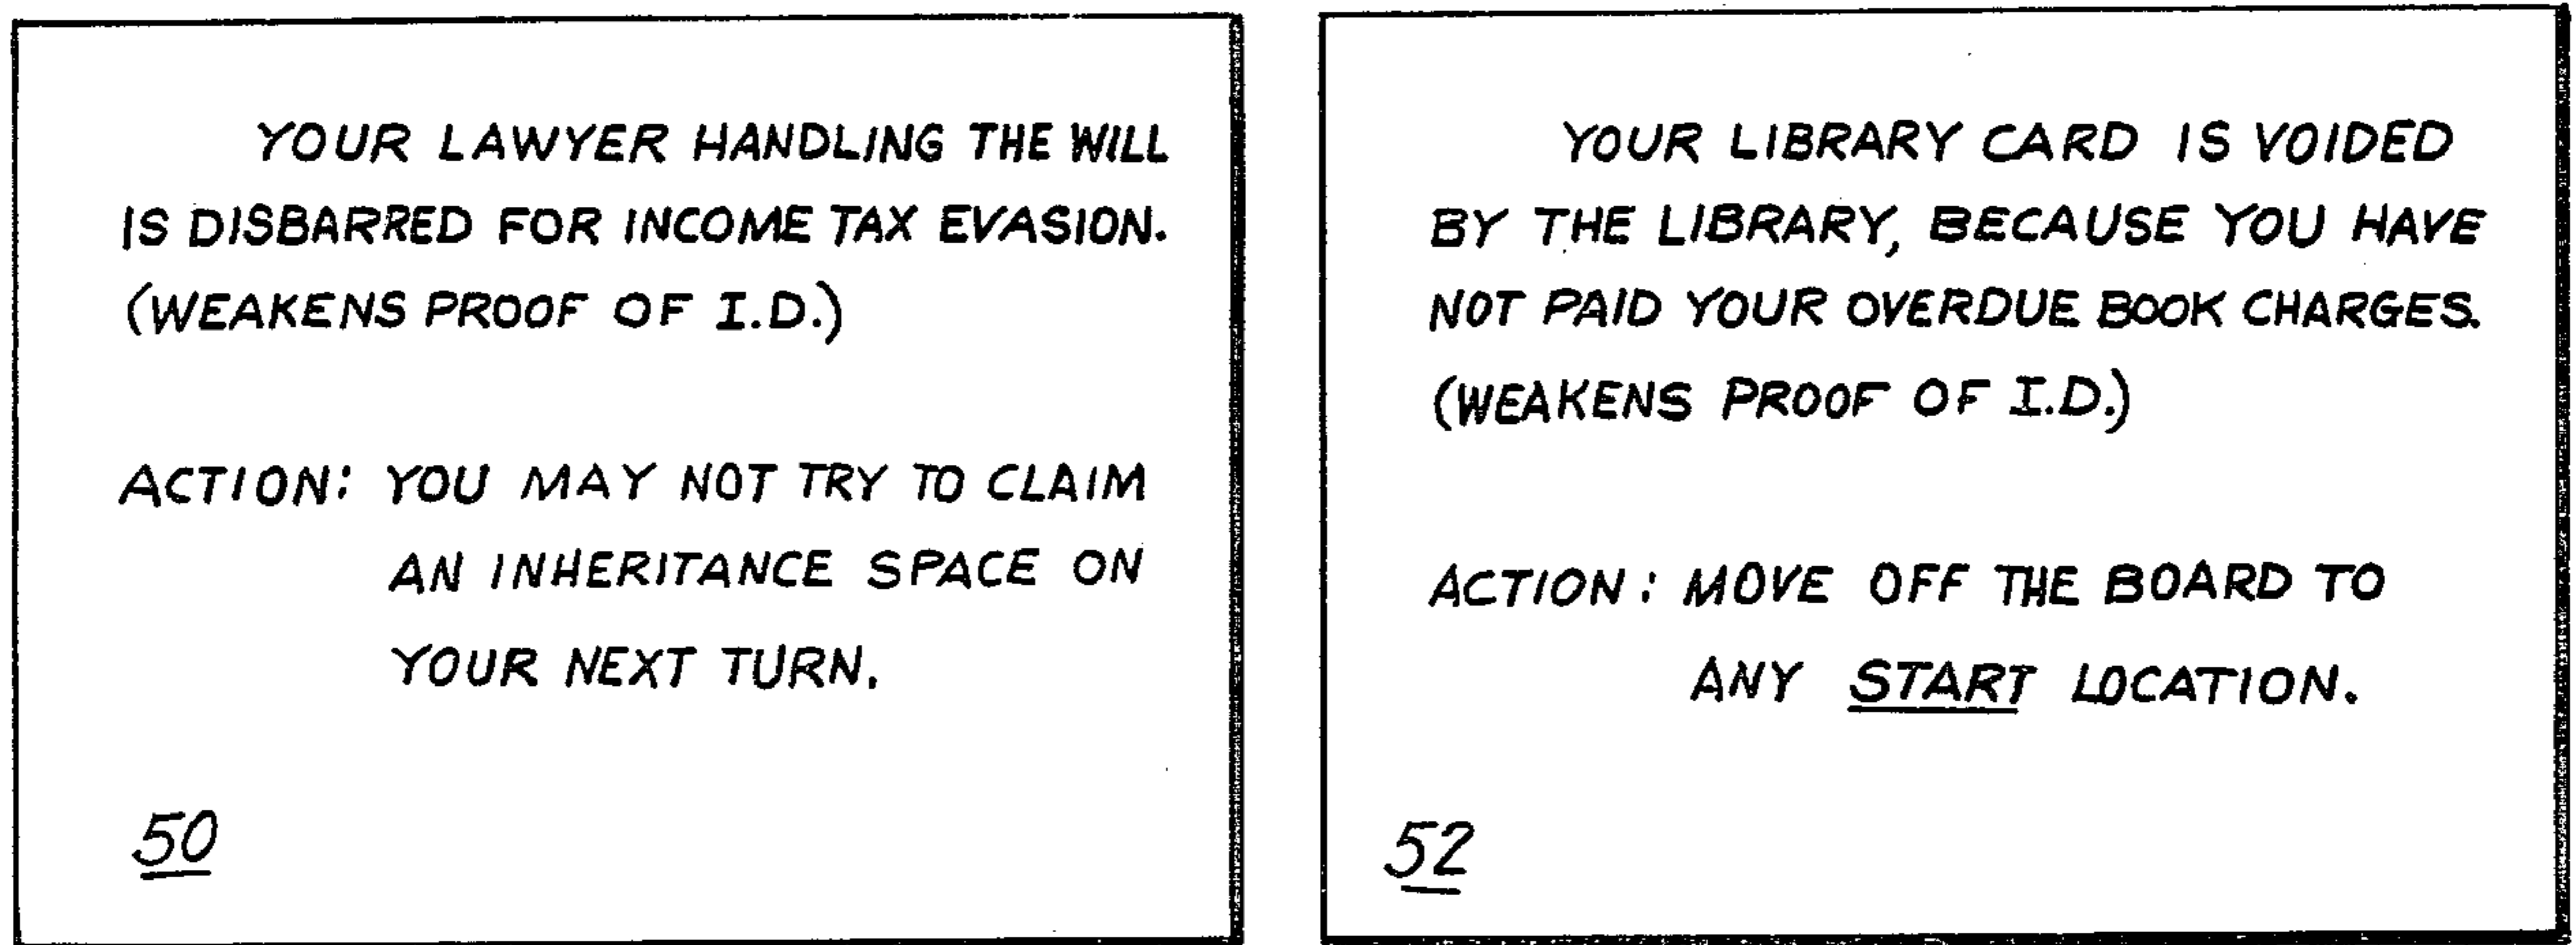 YOUR LAWYER HANDLING THE WILL
IS DISBARRED FOR INCOME TAX EVASION.
(WEAKENS PROOF OF I.D.)
ACTION: YOU MAY NOT TRY TO CLAIM
AN INHERITANCE SPACE ON
YOUR NEXT TURN.
50
YOUR LIBRARY CARD IS VOIDED
BY THE LIBRARY, BECAUSE YOU HAVE
NOT PAID YOUR OVERDUE BOOK CHARGES.
(WEAKENS PROOF OF I.D.)
ACTION: MOVE OFF THE BOARD TO
ANY START LOCATION.
52